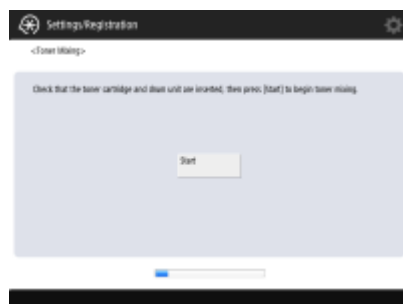 Settings/Registration
<Toner Mixing>
Check that the toner cartridge and drum unit are inserted, then press [Start] to begin toner mixing.
Start